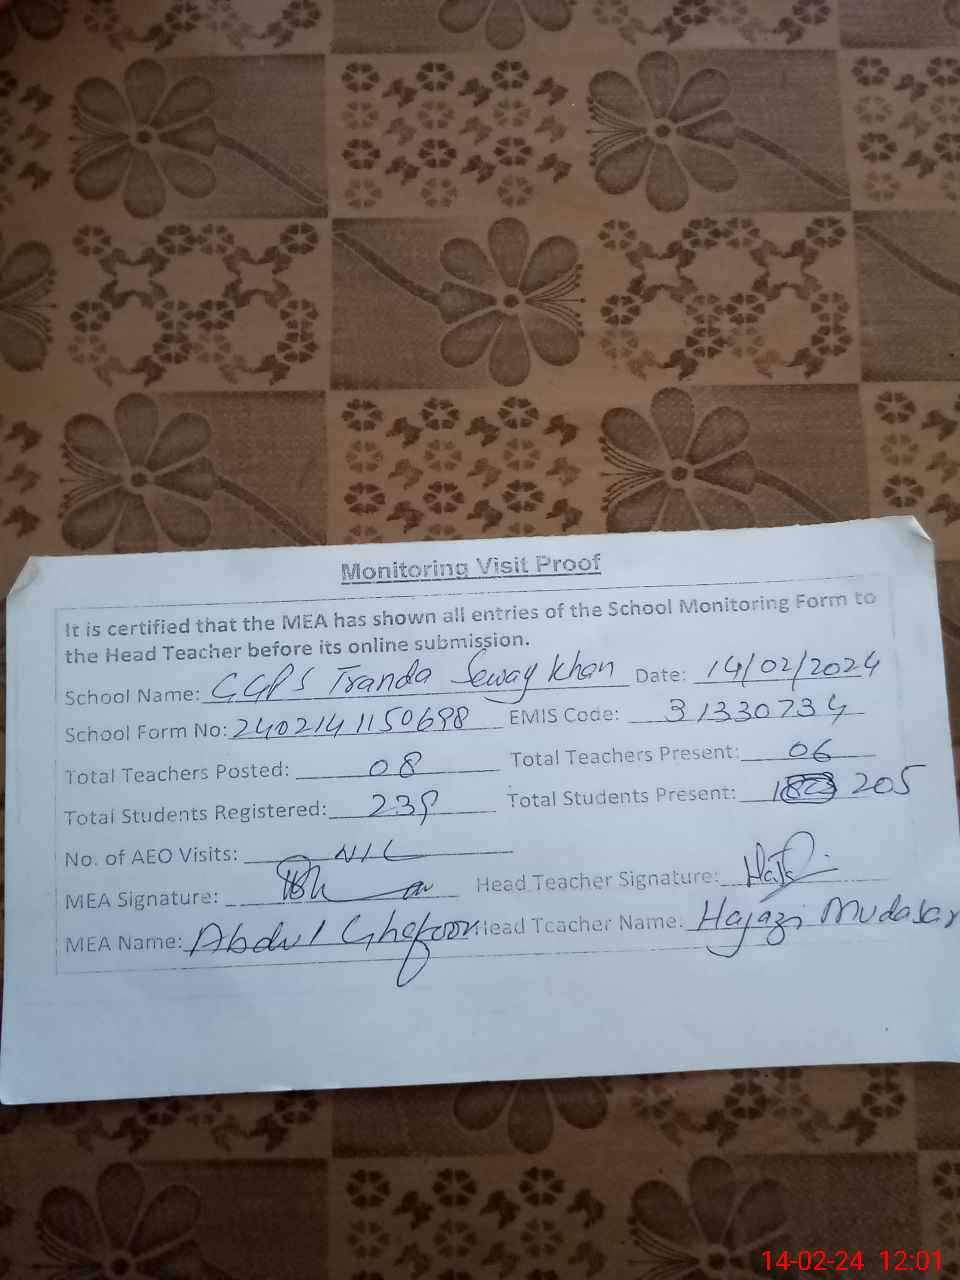 Monitoring Visit Proof
It is certified that the MEA has shown all entries of the School Monitoring Form to
the Head Teacher before its online submission.
School Name: GGPS Tranda Seway Khan Date: 14/02/2024
School Form No: 2402141150698 EMIS Code: 31330734
Total Teachers Posted: 08 Total Teachers Present: 06
Total Students Registered: 239 Total Students Present: 205
No. of AEO Visits: NIL
MEA Signature: Head Teacher Signature:
MEA Name: Abdul Ghafoor Head Teacher Name: Hajazi Mudasar
14-02-24 12:01